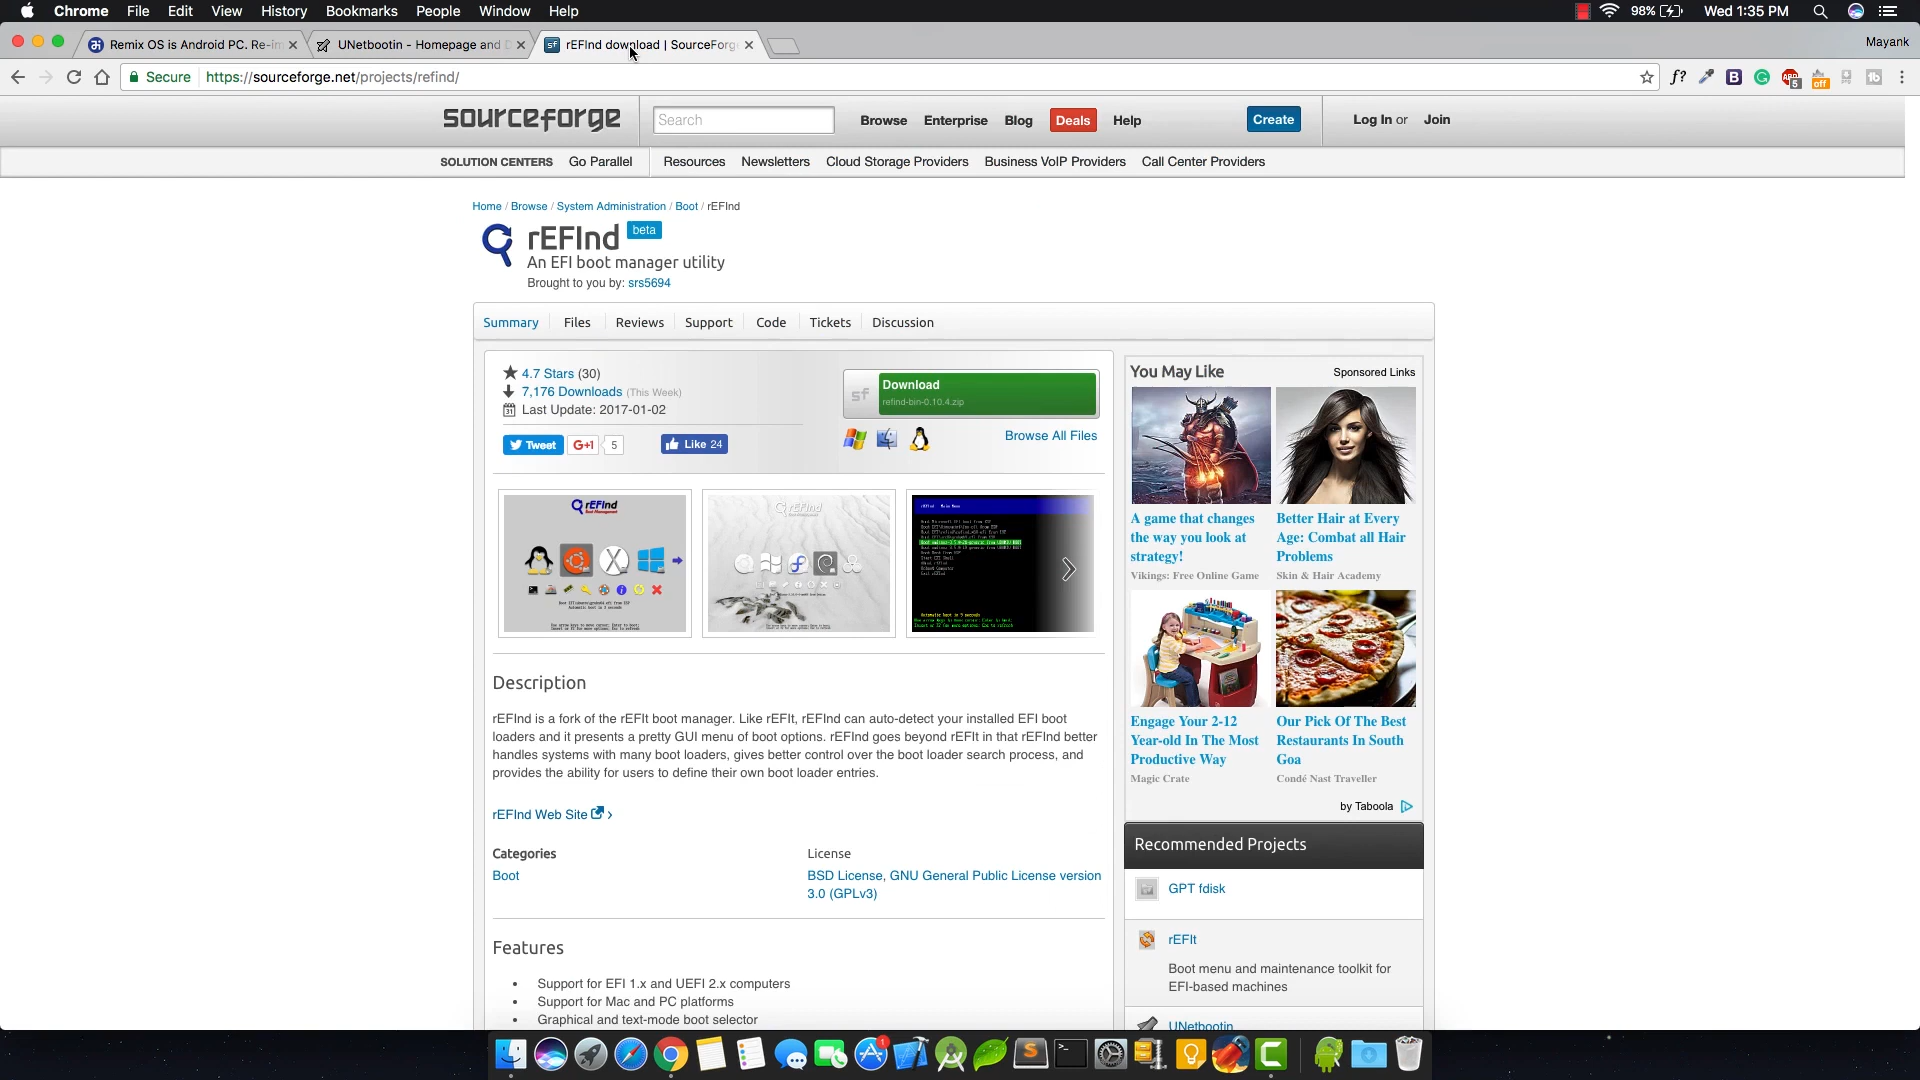 Chrome File Edit View History Bookmarks People Window Help 98% Wed 1:35 PM
Remix OS is Android PC. Re-im UNetbootin - Homepage and D rEFInd download | SourceForg Mayank
Secure https://sourceforge.net/projects/refind/ f? B 5 off
sourceforge Search Browse Enterprise Blog Deals Help Create Log In or Join
SOLUTION CENTERS Go Parallel Resources Newsletters Cloud Storage Providers Business VoIP Providers Call Center Providers
Home / Browse / System Administration / Boot / rEFInd
rEFInd beta
An EFI boot manager utility
Brought to you by: srs5694
Summary Files Reviews Support Code Tickets Discussion
4.7 Stars (30)
7,176 Downloads (This Week)
Last Update: 2017-01-02
Tweet G+1 5 Like 24
sf Download
refind-bin-0.10.4.zip
Browse All Files
rEFInd
Description
rEFInd is a fork of the rEFIt boot manager. Like rEFIt, rEFInd can auto-detect your installed EFI boot
loaders and it presents a pretty GUI menu of boot options. rEFInd goes beyond rEFIt in that rEFInd better
handles systems with many boot loaders, gives better control over the boot loader search process, and
provides the ability for users to define their own boot loader entries.
rEFInd Web Site ›
Categories
Boot
License
BSD License, GNU General Public License version
3.0 (GPLv3)
Features
• Support for EFI 1.x and UEFI 2.x computers
• Support for Mac and PC platforms
• Graphical and text-mode boot selector
You May Like Sponsored Links
A game that changes
the way you look at
strategy!
Vikings: Free Online Game
Better Hair at Every
Age: Combat all Hair
Problems
Skin & Hair Academy
Engage Your 2-12
Year-old In The Most
Productive Way
Magic Crate
Our Pick Of The Best
Restaurants In South
Goa
Condé Nast Traveller
by Taboola
Recommended Projects
GPT fdisk
rEFIt
Boot menu and maintenance toolkit for
EFI-based machines
UNetbootin